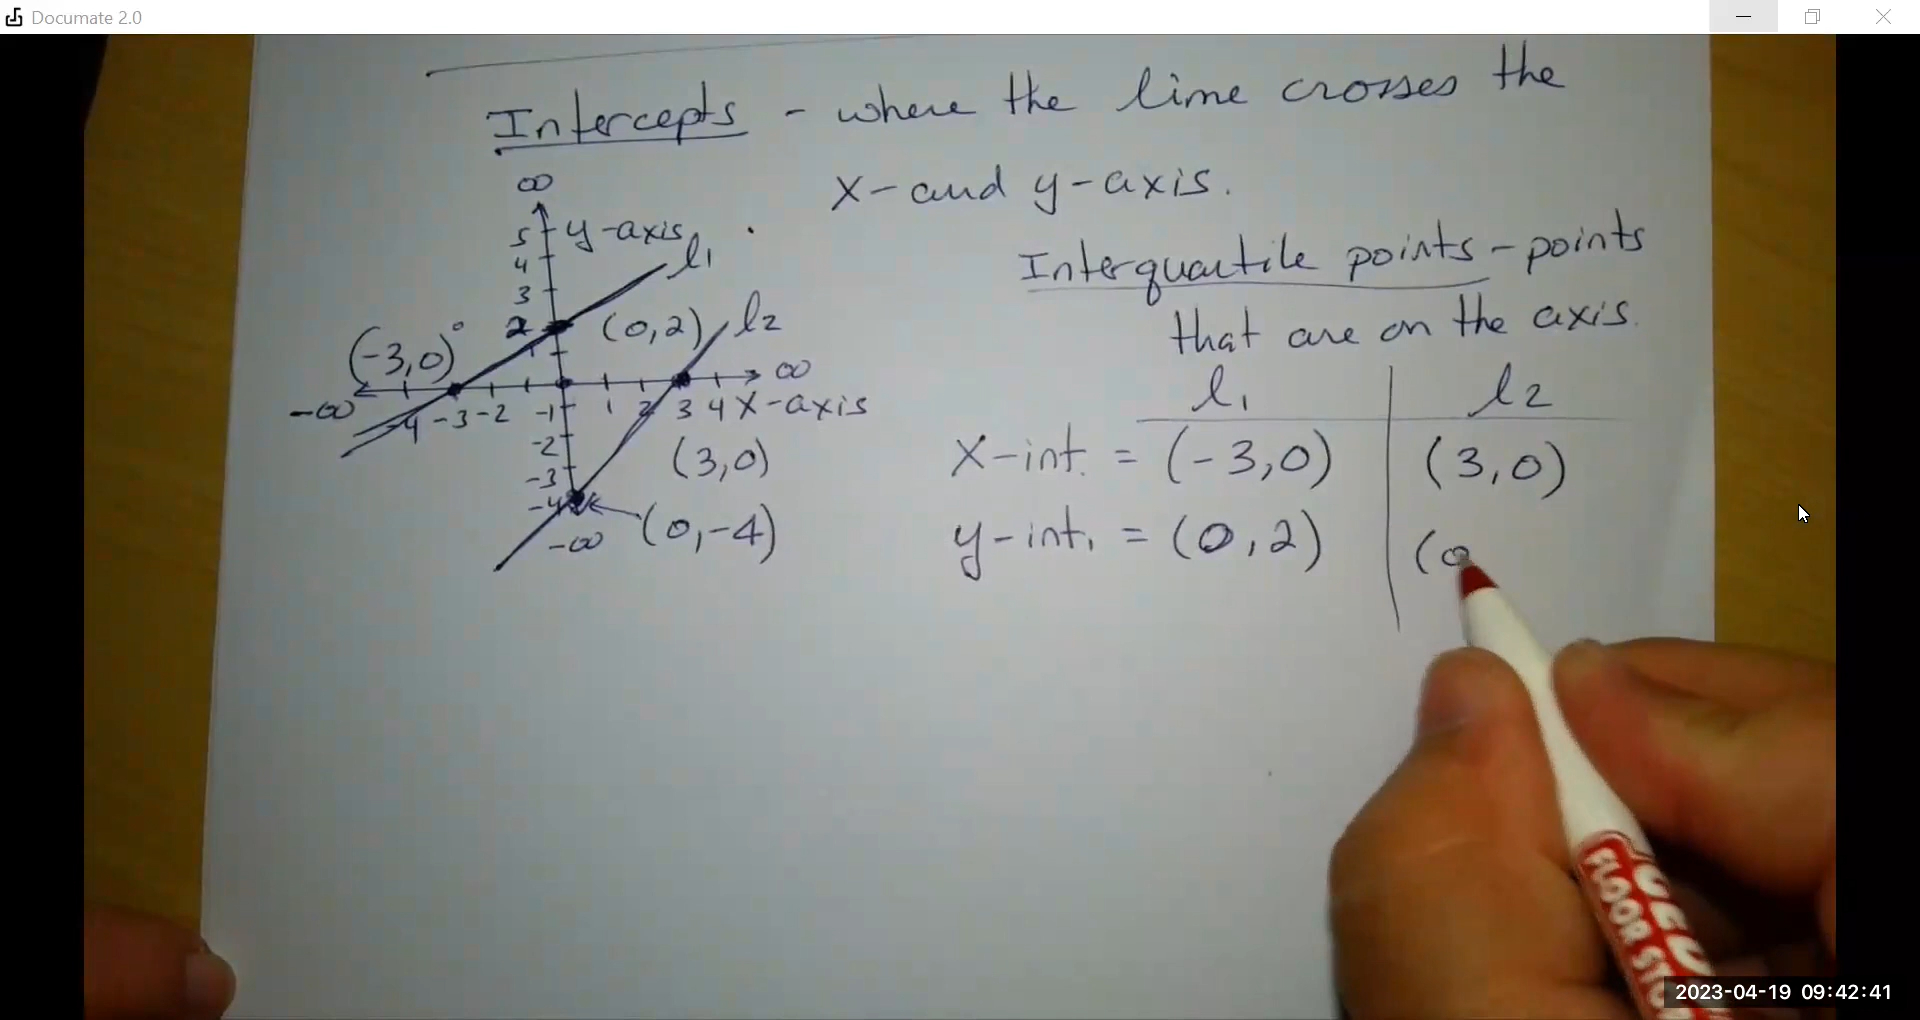 Documate 2.0
Intercepts - where the line crosses the
x-and y-axis.
∞
y-axis
5
4
3
2
1
l1
(0,2)
l2
(-3,0)
-∞
∞
-4 -3 -2
-1
1 2 3 4 x-axis
-2
-3
-4
-∞
(3,0)
(0,-4)
Interquartile points - points
that are on the axis.
l1 l2
x-int. = (-3,0) (3,0)
y-int. = (0,2) (0
FLOOR STO
2023-04-19 09:42:41